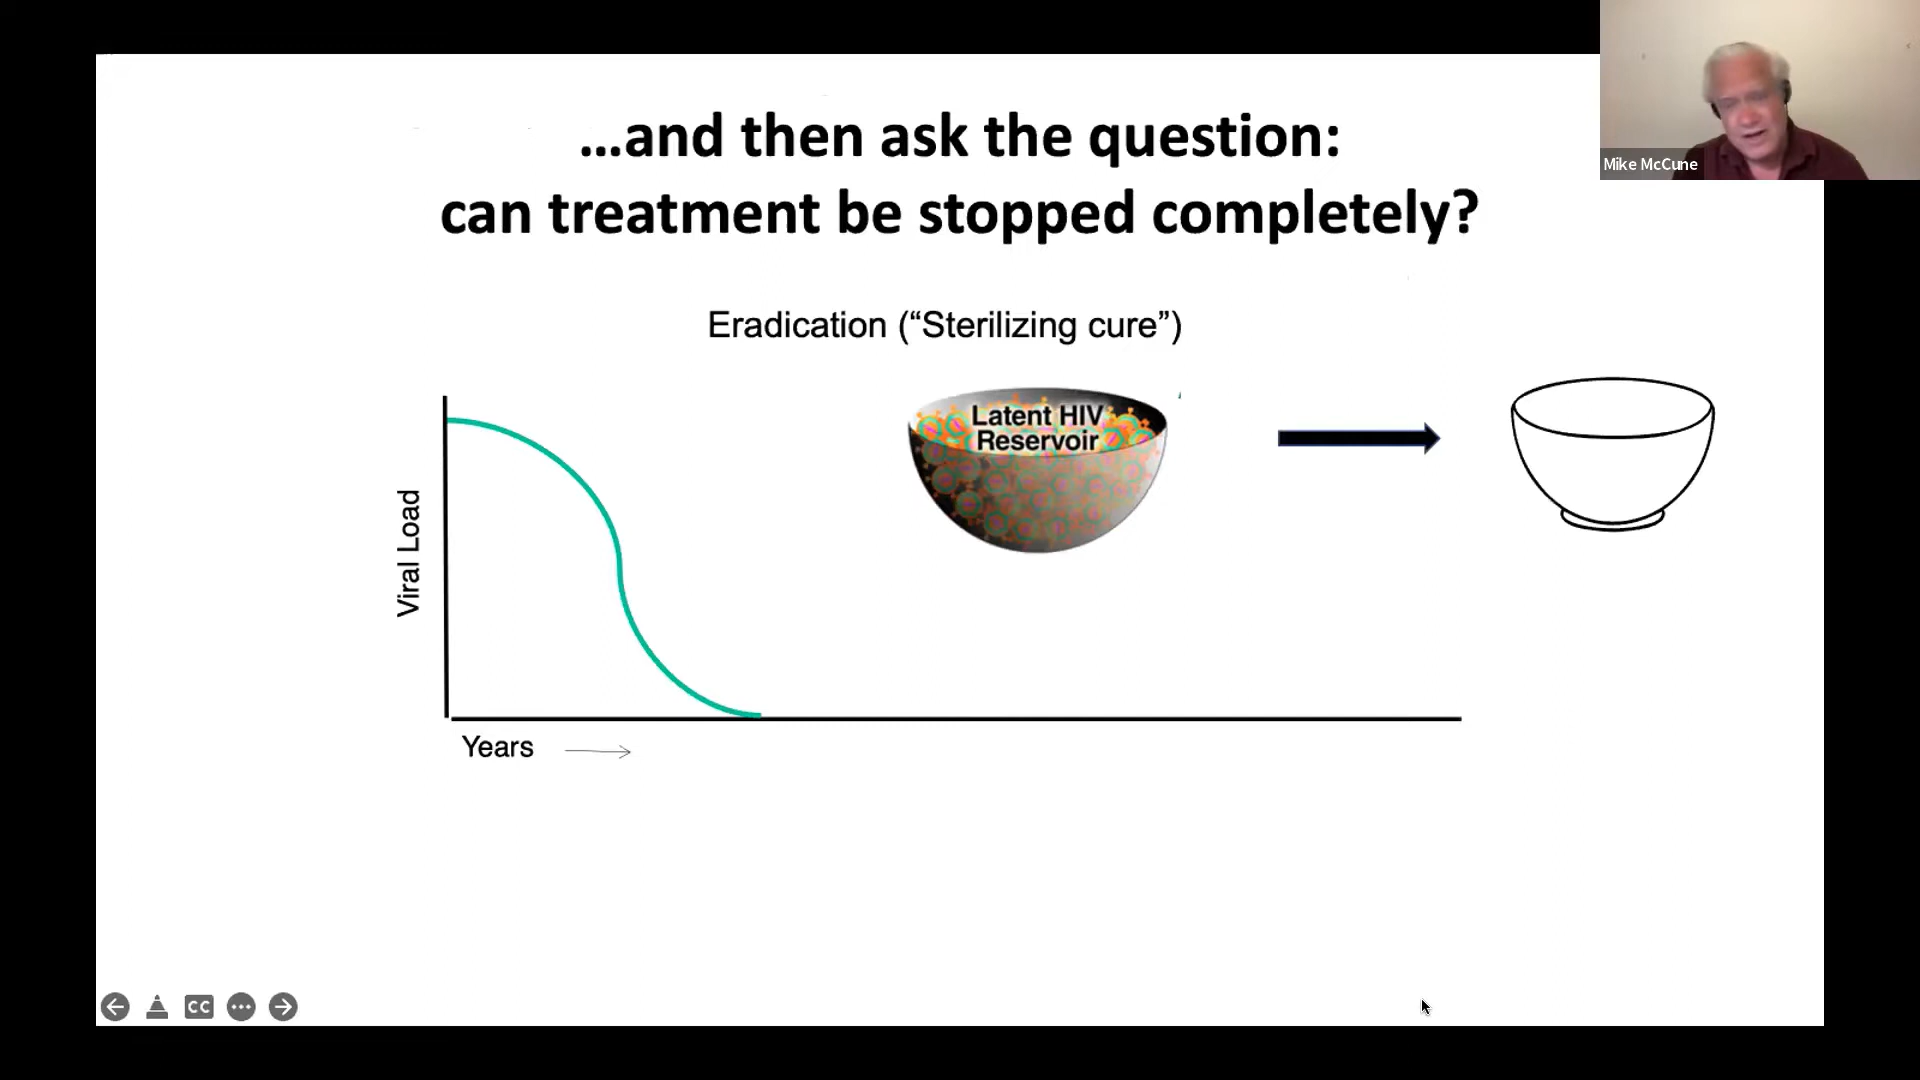 …and then ask the question:
can treatment be stopped completely?
Mike McCune
Eradication (“Sterilizing cure”)
Latent HIV
Reservoir
Viral Load
Years
CC